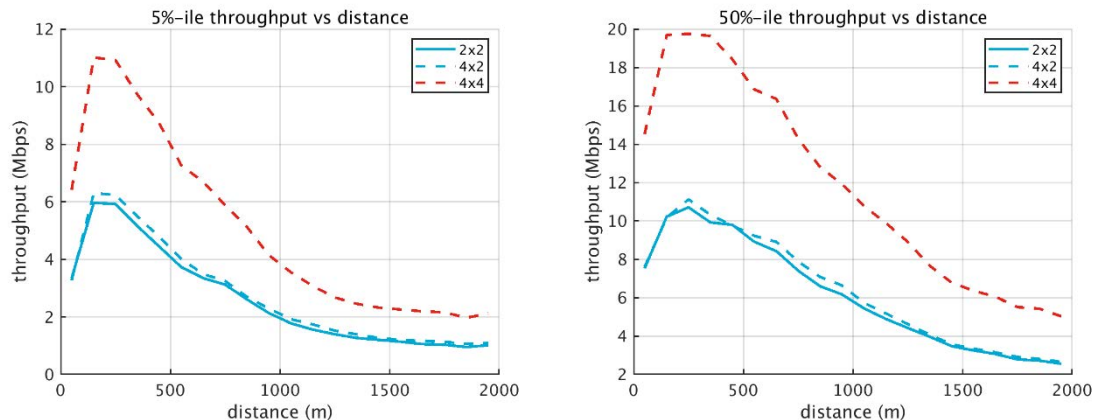 5%-ile throughput vs distance
12
10
8
6
4
2
0
throughput (Mbps)
2x2
4x2
4x4
0
500
1000
1500
2000
distance (m)
50%-ile throughput vs distance
20
18
16
14
12
10
8
6
4
2
throughput (Mbps)
2x2
4x2
4x4
0
500
1000
1500
2000
distance (m)